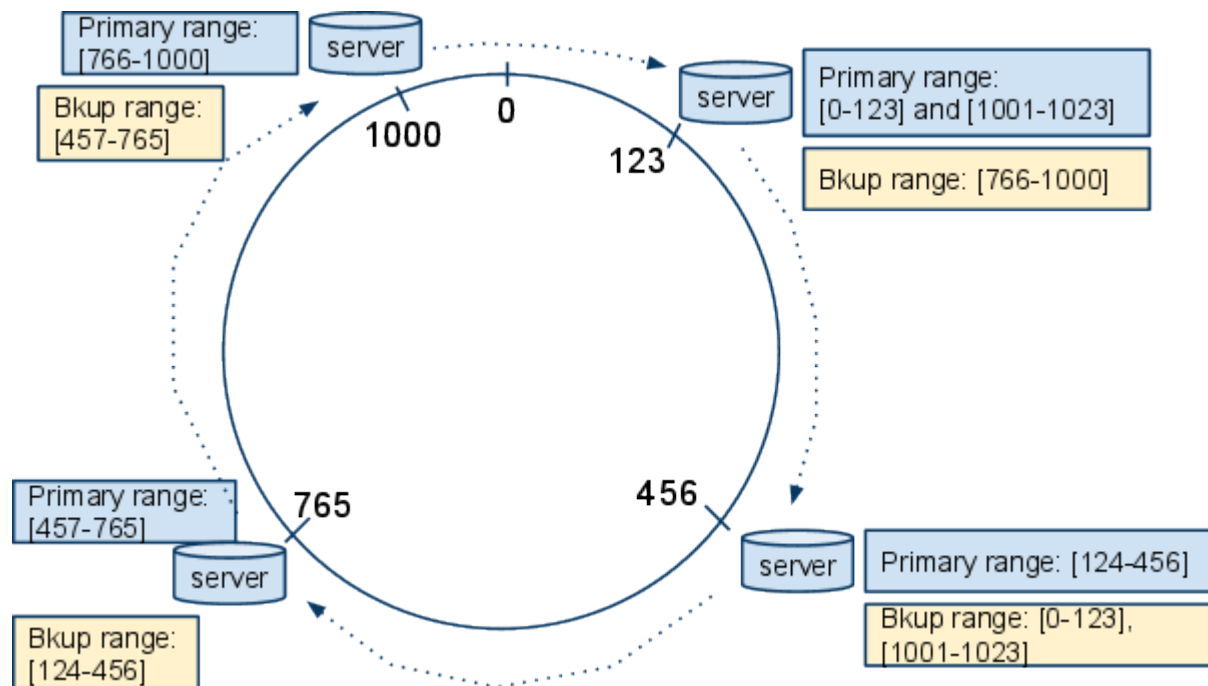 Primary range:
[766-1000]
server
Bkup range:
[457-765]
1000
0
server
123
Primary range:
[0-123] and [1001-1023]
Bkup range: [766-1000]
Primary range:
[457-765]
765
server
Bkup range:
[124-456]
456
server
Primary range: [124-456]
Bkup range: [0-123],
[1001-1023]